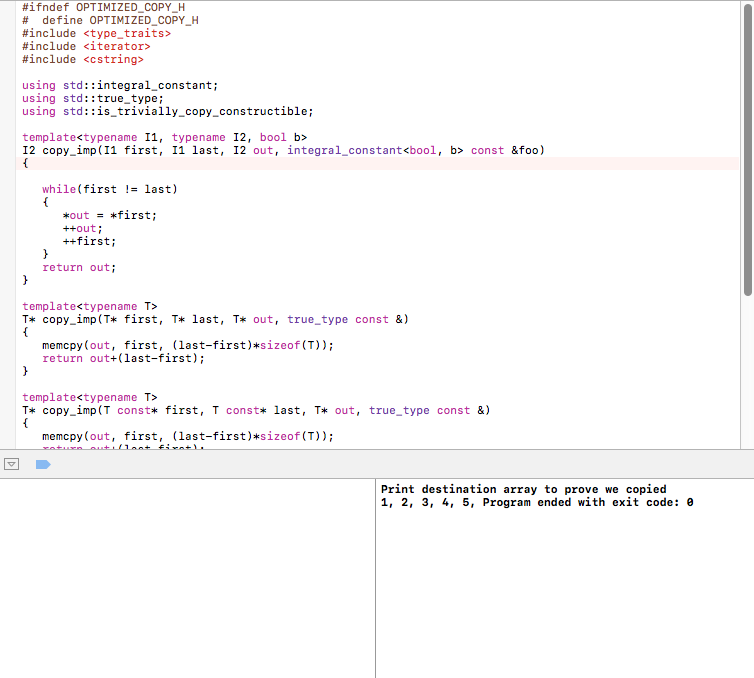 #ifndef OPTIMIZED_COPY_H
#  define OPTIMIZED_COPY_H
#include <type_traits>
#include <iterator>
#include <cstring>
using std::integral_constant;
using std::true_type;
using std::is_trivially_copy_constructible;
template<typename I1, typename I2, bool b>
I2 copy_imp(I1 first, I1 last, I2 out, integral_constant<bool, b> const &foo)
{
while(first != last)
{
*out = *first;
++out;
++first;
}
return out;
}
template<typename T>
T* copy_imp(T* first, T* last, T* out, true_type const &)
{
memcpy(out, first, (last-first)*sizeof(T));
return out+(last-first);
}
template<typename T>
T* copy_imp(T const* first, T const* last, T* out, true_type const &)
{
memcpy(out, first, (last-first)*sizeof(T));
return out+(last-first);
Print destination array to prove we copied
1, 2, 3, 4, 5, Program ended with exit code: 0